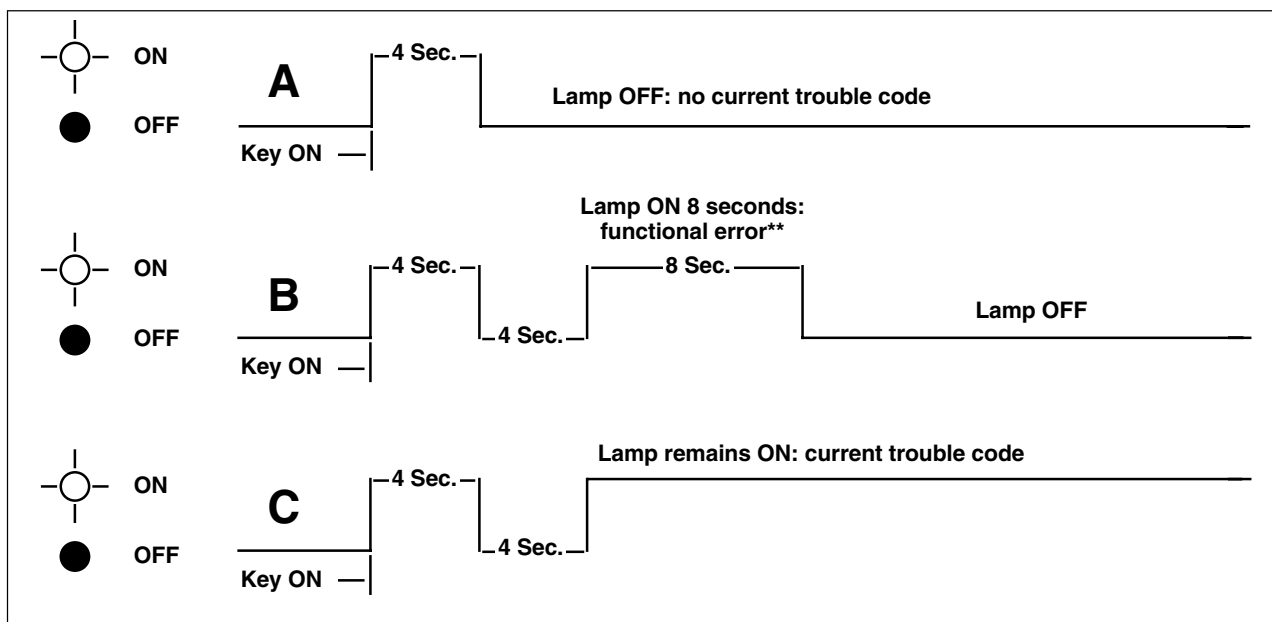 ON
4 Sec.
A
Lamp OFF: no current trouble code
OFF
Key ON
Lamp ON 8 seconds:
functional error**
ON
4 Sec.
8 Sec.
B
Lamp OFF
OFF
4 Sec.
Key ON
Lamp remains ON: current trouble code
ON
4 Sec.
C
OFF
4 Sec.
Key ON